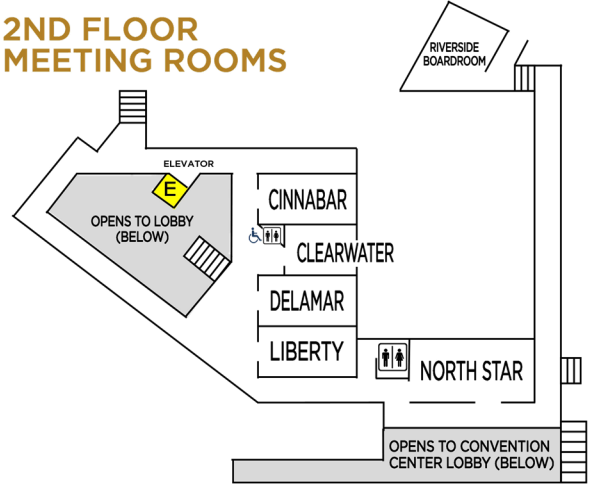 2ND FLOOR
MEETING ROOMS
RIVERSIDE
BOARDROOM
ELEVATOR
E
CINNABAR
OPENS TO LOBBY
(BELOW)
CLEARWATER
DELAMAR
LIBERTY
NORTH STAR
OPENS TO CONVENTION
CENTER LOBBY (BELOW)